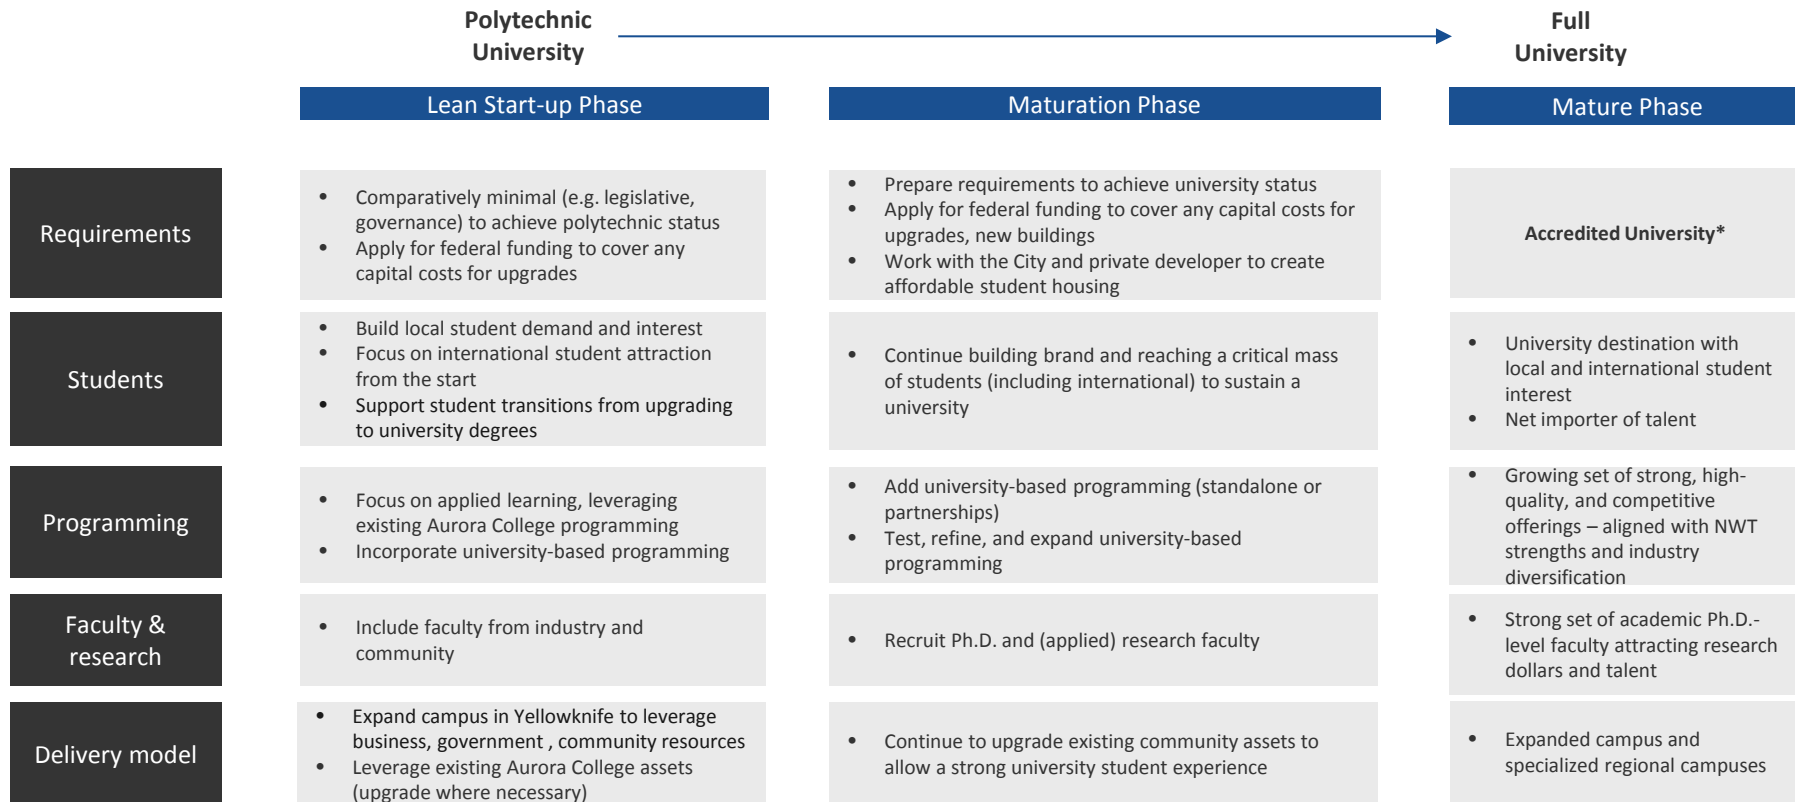 Polytechnic
University
Full
University
Lean Start-up Phase
Maturation Phase
Mature Phase
Requirements
• Comparatively minimal (e.g. legislative,
governance) to achieve polytechnic status
• Apply for federal funding to cover any
capital costs for upgrades
• Prepare requirements to achieve university status
• Apply for federal funding to cover any capital costs for
upgrades, new buildings
• Work with the City and private developer to create
affordable student housing
Accredited University*
Students
• Build local student demand and interest
• Focus on international student attraction
from the start
• Support student transitions from upgrading
to university degrees
• Continue building brand and reaching a critical mass
of students (including international) to sustain a
university
• University destination with
local and international student
interest
• Net importer of talent
Programming
• Focus on applied learning, leveraging
existing Aurora College programming
• Incorporate university-based programming
• Add university-based programming (standalone or
partnerships)
• Test, refine, and expand university-based
programming
• Growing set of strong, high-
quality, and competitive
offerings – aligned with NWT
strengths and industry
diversification
Faculty &
research
• Include faculty from industry and
community
• Recruit Ph.D. and (applied) research faculty
• Strong set of academic Ph.D.-
level faculty attracting research
dollars and talent
Delivery model
• Expand campus in Yellowknife to leverage
business, government , community resources
• Leverage existing Aurora College assets
(upgrade where necessary)
• Continue to upgrade existing community assets to
allow a strong university student experience
• Expanded campus and
specialized regional campuses